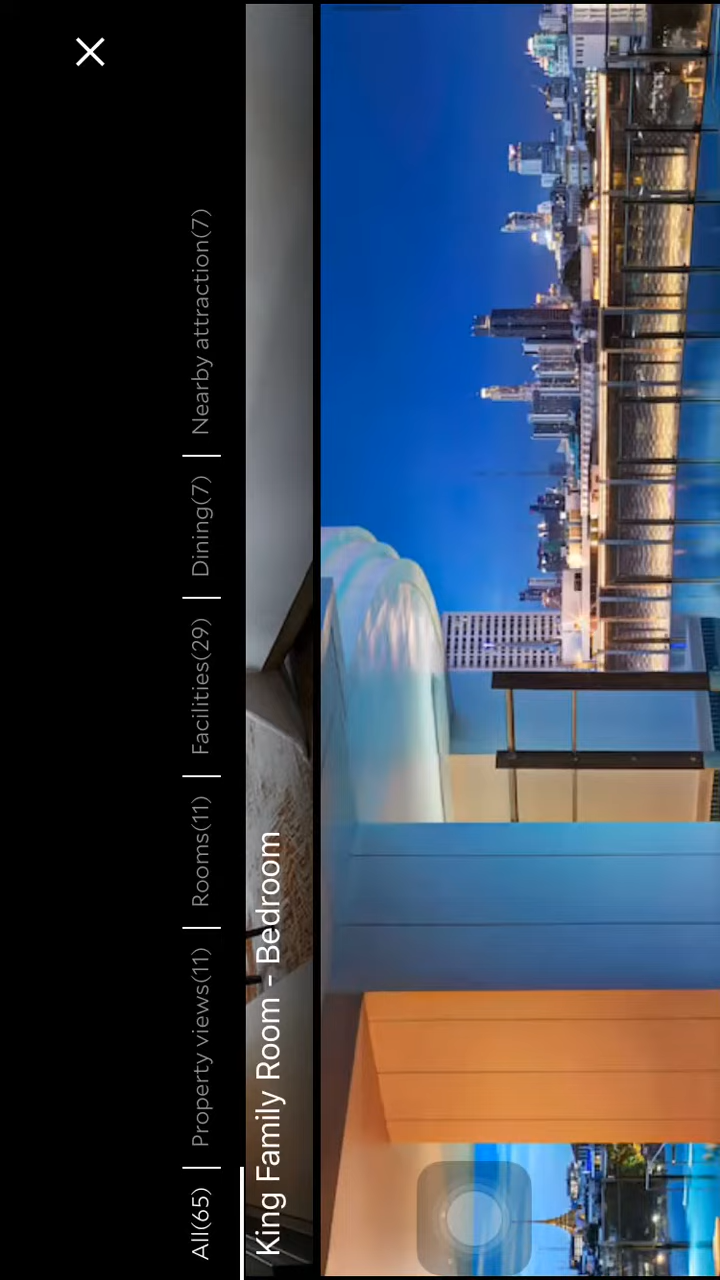 All(65) | Property views(11) | Rooms(11) | Facilities(29) | Dining(7) | Nearby attraction(7)
King Family Room - Bedroom